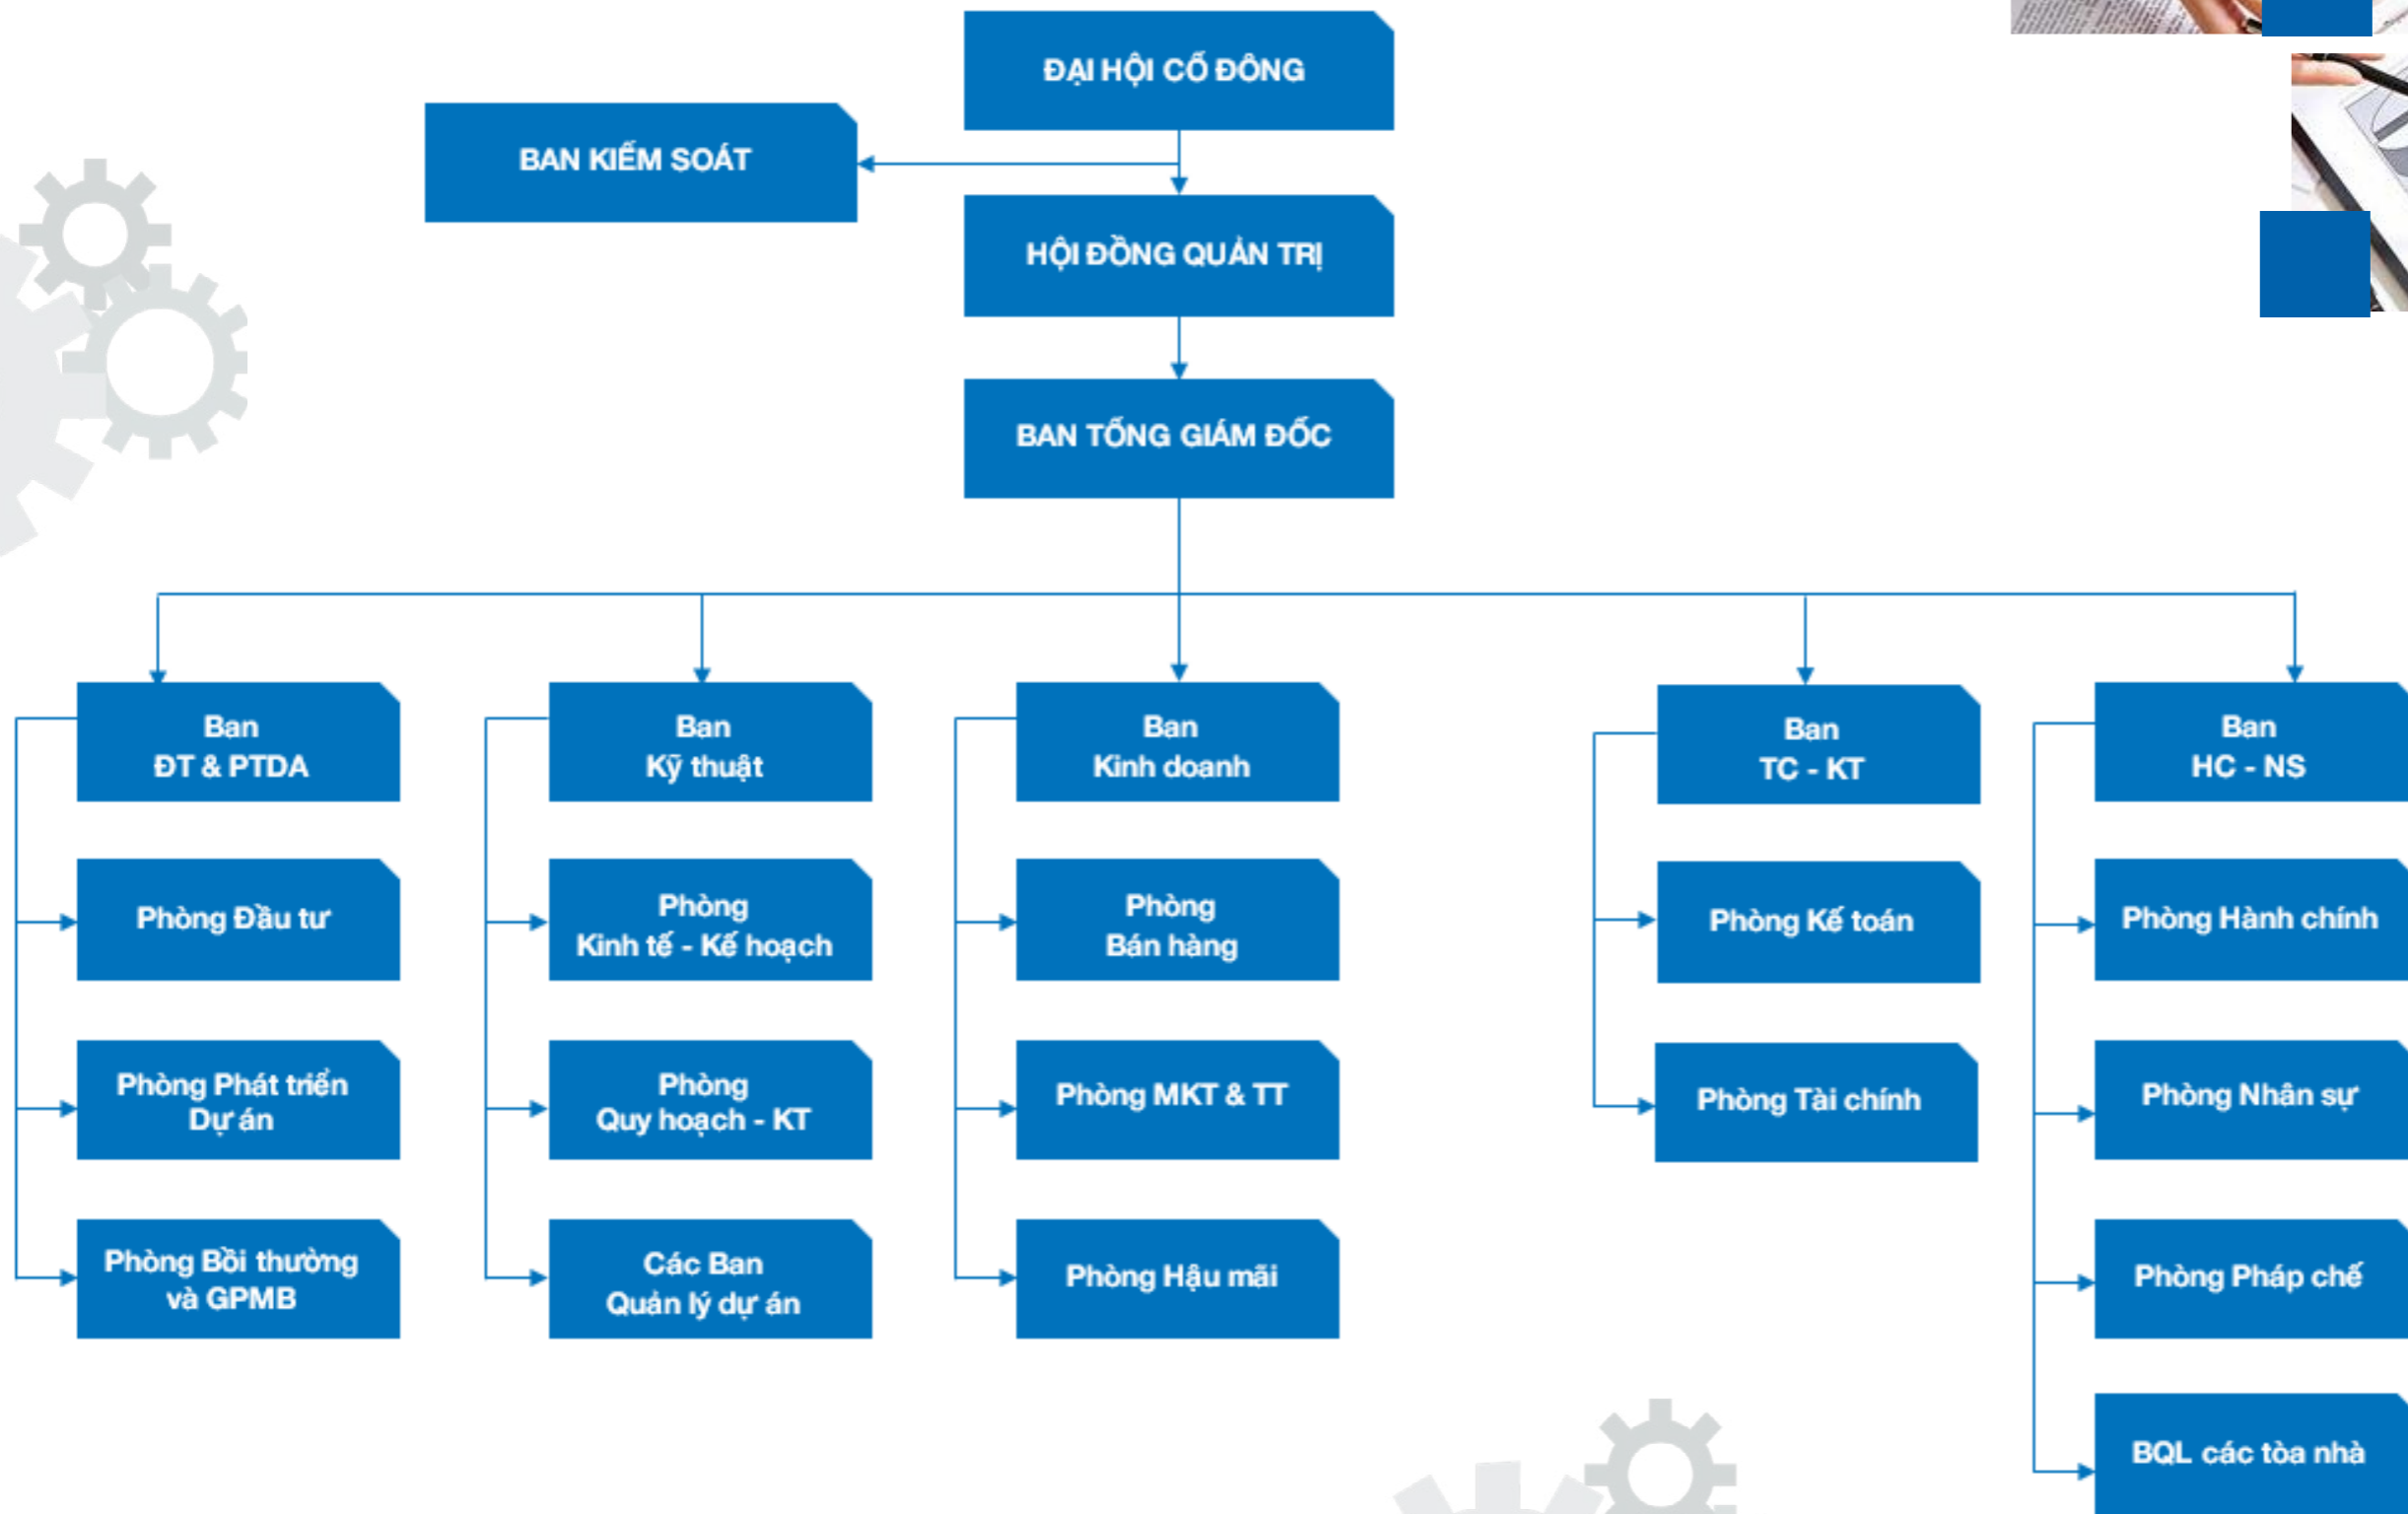 ĐẠI HỘI CỔ ĐÔNG
BAN KIỂM SOÁT
HỘI ĐỒNG QUẢN TRỊ
BAN TỔNG GIÁM ĐỐC
Ban
ĐT & PTDA
Ban
Kỹ thuật
Ban
Kinh doanh
Ban
TC - KT
Ban
HC - NS
Phòng Đầu tư
Phòng
Kinh tế - Kế hoạch
Phòng
Bán hàng
Phòng Kế toán
Phòng Hành chính
Phòng Phát triển
Dự án
Phòng
Quy hoạch - KT
Phòng MKT & TT
Phòng Tài chính
Phòng Nhân sự
Phòng Bồi thường
và GPMB
Các Ban
Quản lý dự án
Phòng Hậu mãi
Phòng Pháp chế
BQL các tòa nhà